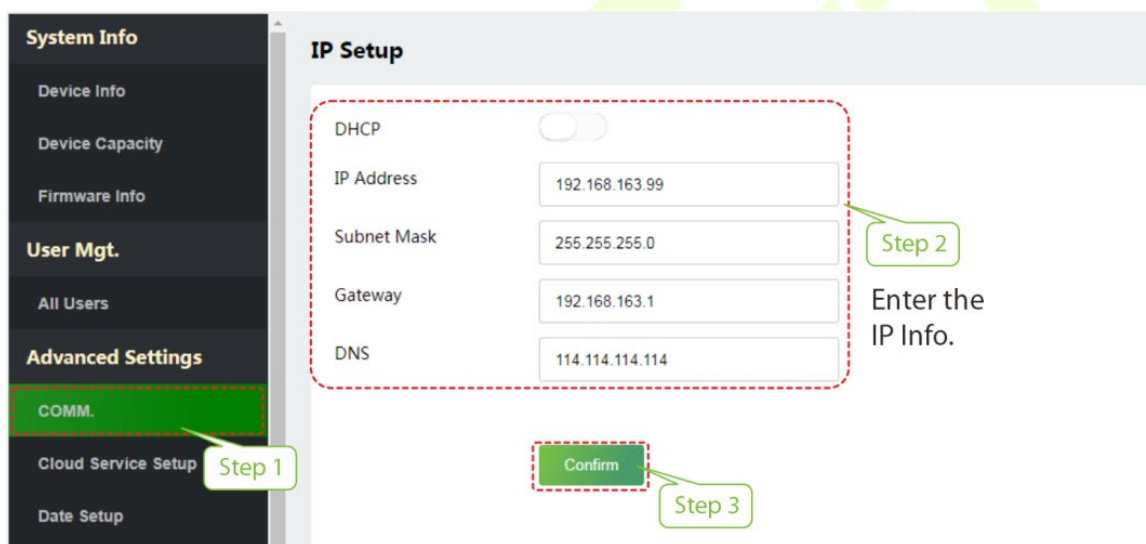 System Info
Device Info
Device Capacity
Firmware Info
User Mgt.
All Users
Advanced Settings
COMM.
Cloud Service Setup
Step 1
Date Setup
IP Setup
DHCP
IP Address
192.168.163.99
Subnet Mask
255.255.255.0
Gateway
192.168.163.1
DNS
114.114.114.114
Step 2
Enter the
IP Info.
Confirm
Step 3